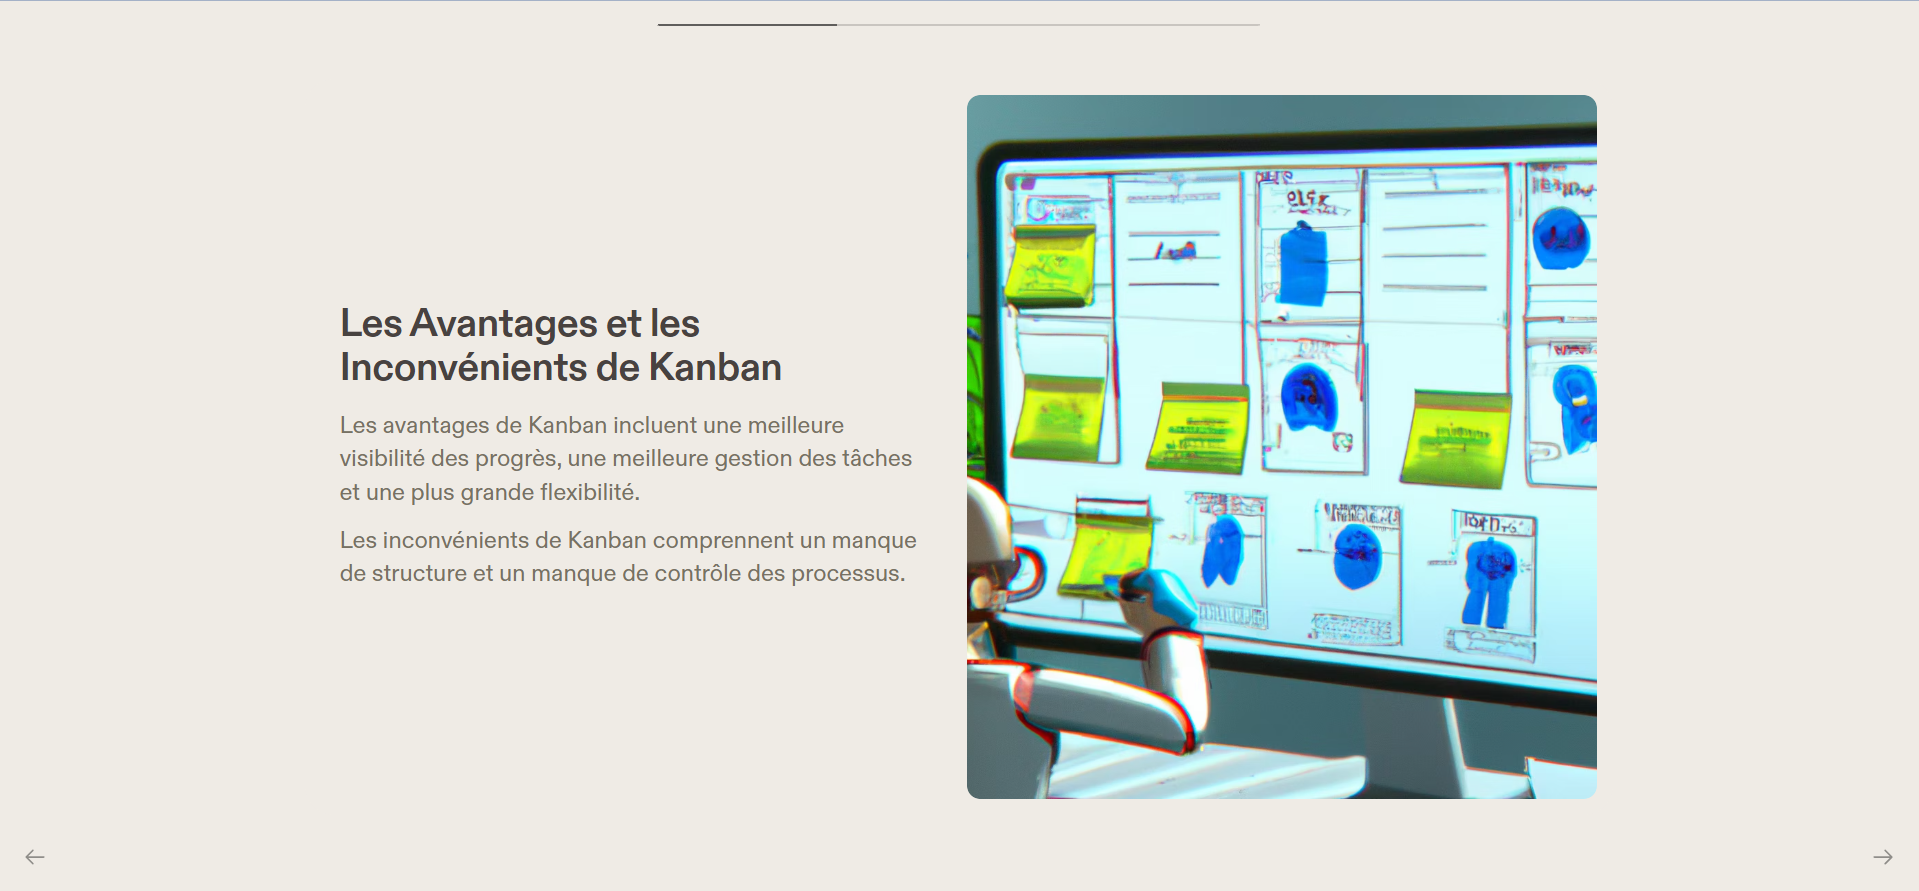 Les Avantages et les
Inconvénients de Kanban
Les avantages de Kanban incluent une meilleure
visibilité des progrès, une meilleure gestion des tâches
et une plus grande flexibilité.
Les inconvénients de Kanban comprennent un manque
de structure et un manque de contrôle des processus.